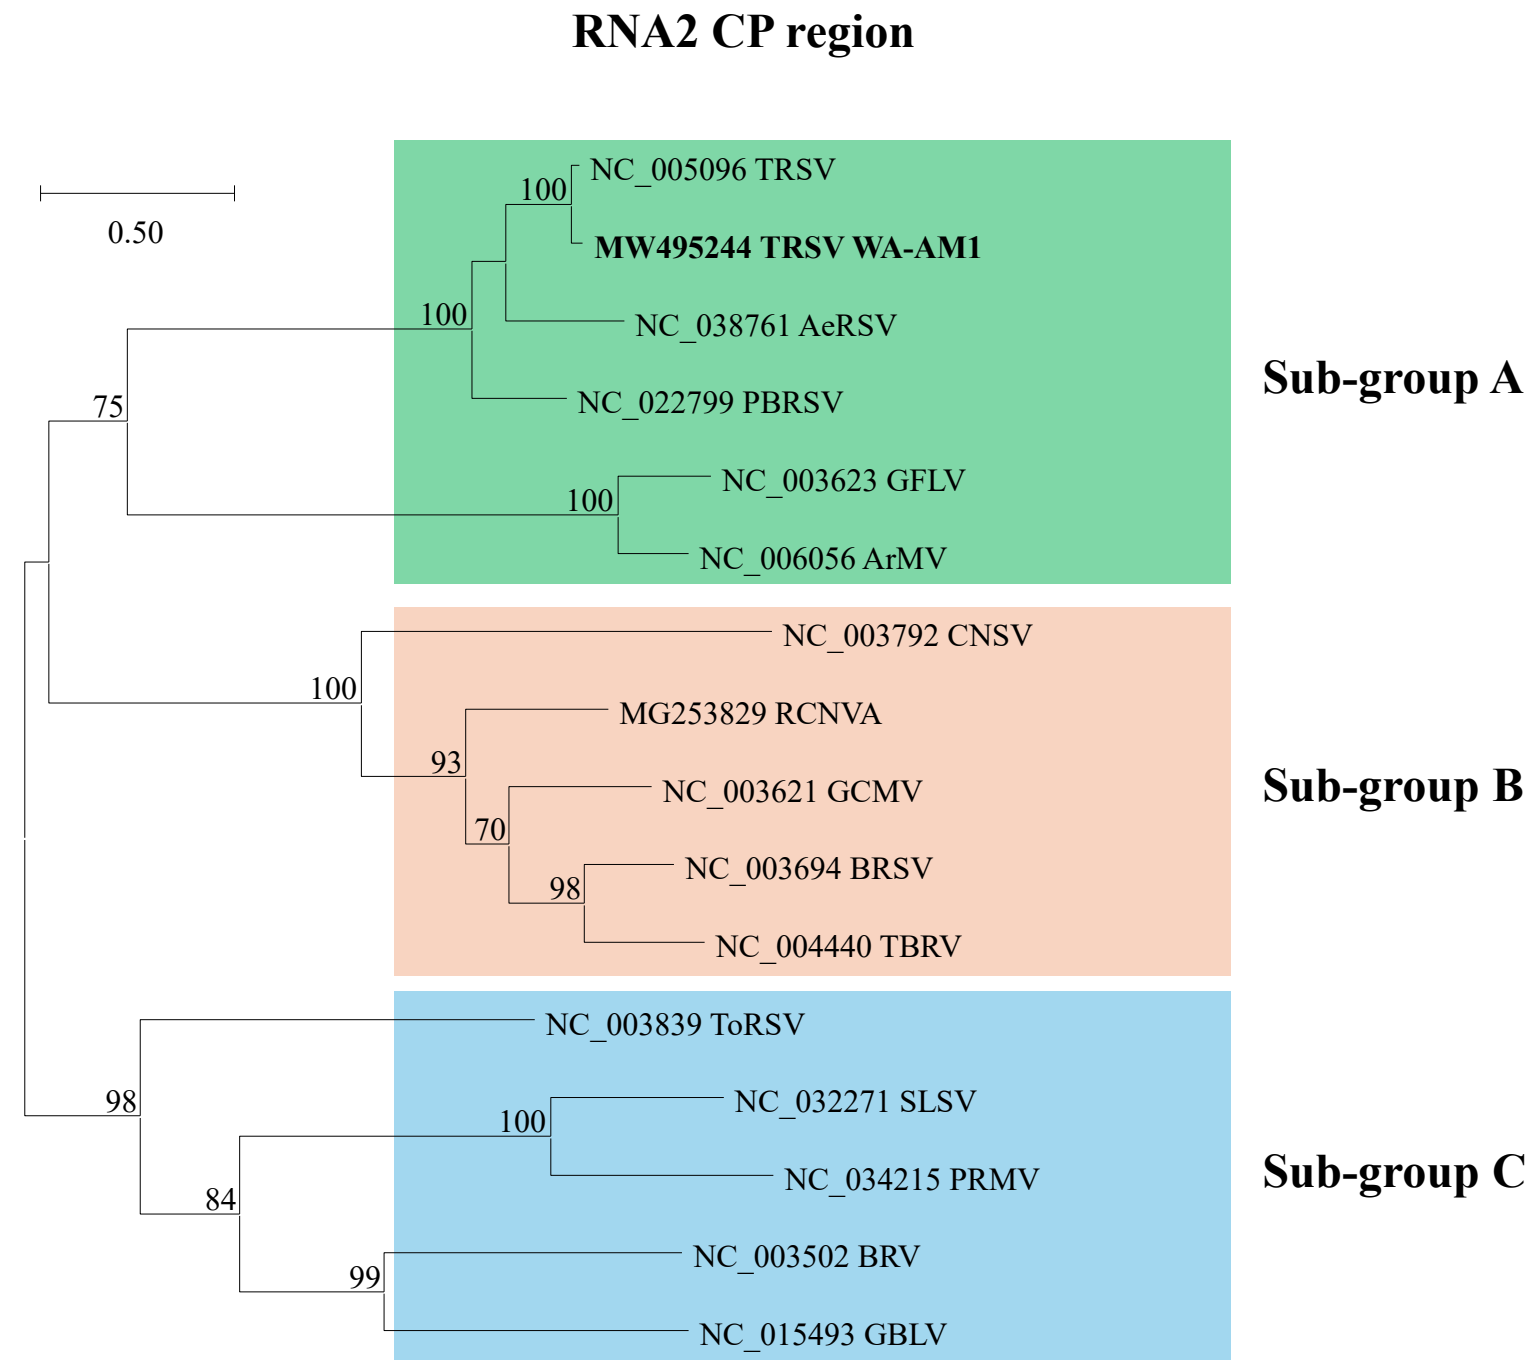 RNA2 CP region
0.50
100
NC_005096 TRSV
MW495244 TRSV WA-AM1
100
NC_038761 AeRSV
NC_022799 PBRSV
Sub-group A
75
NC_003623 GFLV
100
NC_006056 ArMV
NC_003792 CNSV
100
MG253829 RCNVA
93
NC_003621 GCMV
Sub-group B
70
NC_003694 BRSV
98
NC_004440 TBRV
NC_003839 ToRSV
98
NC_032271 SLSV
100
NC_034215 PRMV
Sub-group C
84
NC_003502 BRV
99
NC_015493 GBLV